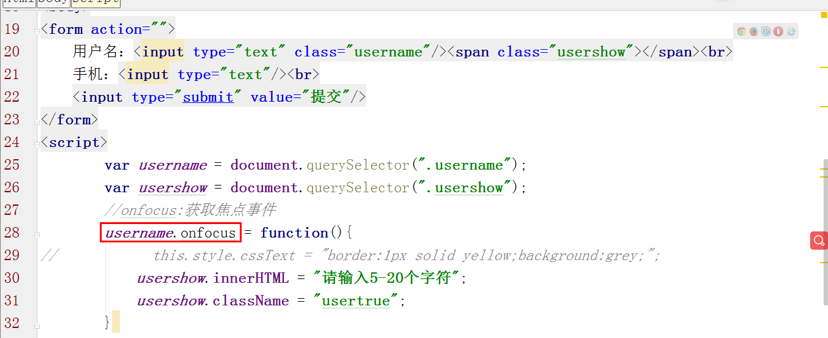 19 <form action="">
20 用户名：<input type="text" class="username"/><span class="usershow"></span><br>
21 手机：<input type="text"/><br>
22 <input type="submit" value="提交"/>
23 </form>
24 <script>
25 var username = document.querySelector(".username");
26 var usershow = document.querySelector(".usershow");
27 //onfocus:获取焦点事件
28 username.onfocus = function(){
29 // this.style.cssText = "border:1px solid yellow;background:grey;";
30 usershow.innerHTML = "请输入5-20个字符";
31 usershow.className = "usertrue";
32 }